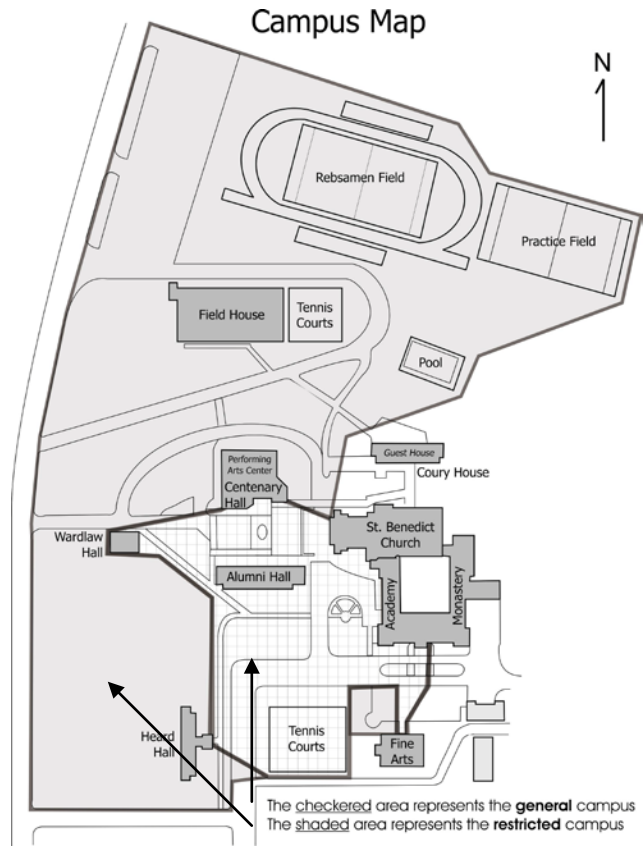 Campus Map
N
Rebsamen Field
Practice Field
Field House
Tennis
Courts
Pool
Performing
Arts Center
Centenary
Hall
Guest House
Coury House
Wardlaw
Hall
St. Benedict
Church
Alumni Hall
Academy
Monastery
Heard
Hall
Tennis
Courts
Fine
Arts
The checkered area represents the general campus
The shaded area represents the restricted campus